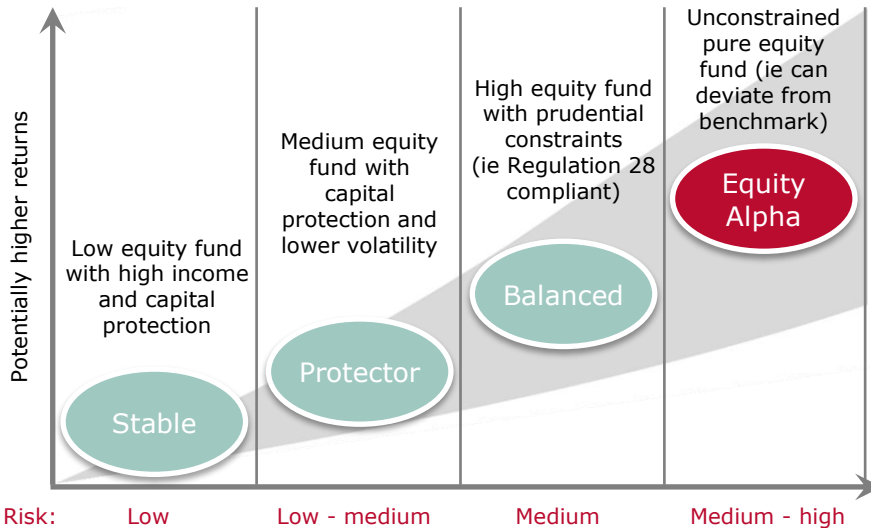 Potentially higher returns
Low equity fund
with high income
and capital
protection
Stable
Medium equity
fund with
capital
protection and
lower volatility
Protector
High equity fund
with prudential
constraints
(ie Regulation 28
compliant)
Balanced
Unconstrained
pure equity
fund (ie can
deviate from
benchmark)
Equity
Alpha
Risk: Low Low - medium Medium Medium - high